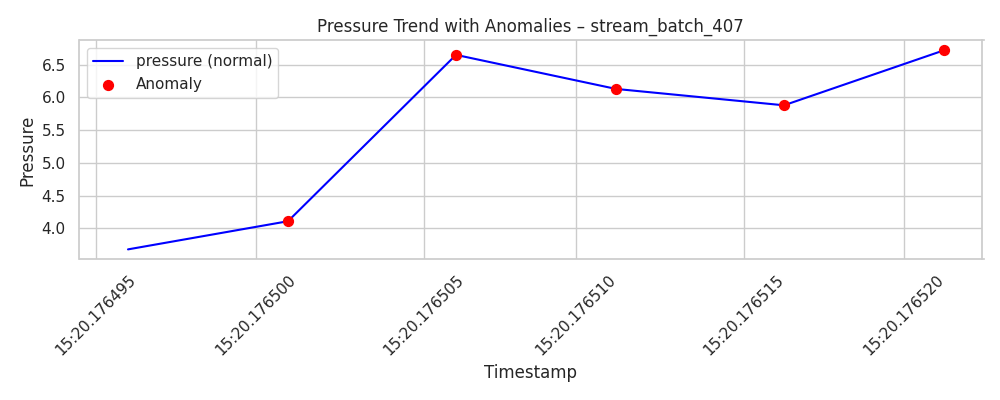 Pressure Trend with Anomalies – stream_batch_407
pressure (normal)
Anomaly
Pressure
6.5
6.0
5.5
5.0
4.5
4.0
15:20.176495
15:20.176500
15:20.176505
15:20.176510
15:20.176515
15:20.176520
Timestamp